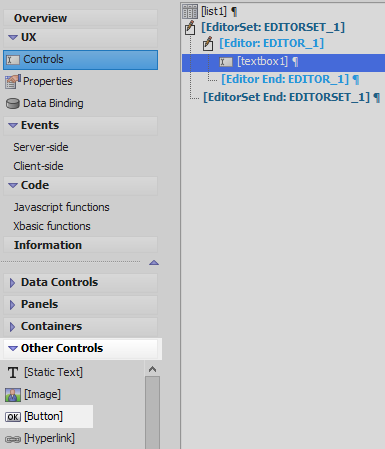 Overview
UX
Controls
Properties
Data Binding
Events
Server-side
Client-side
Code
Javascript functions
Xbasic functions
Information
Data Controls
Panels
Containers
Other Controls
T [Static Text]
[Image]
OK [Button]
[Hyperlink]
[list1] ¶
[EditorSet: EDITORSET_1]
[Editor: EDITOR_1]
[textbox1] ¶
[Editor End: EDITOR_1] ¶
[EditorSet End: EDITORSET_1] ¶